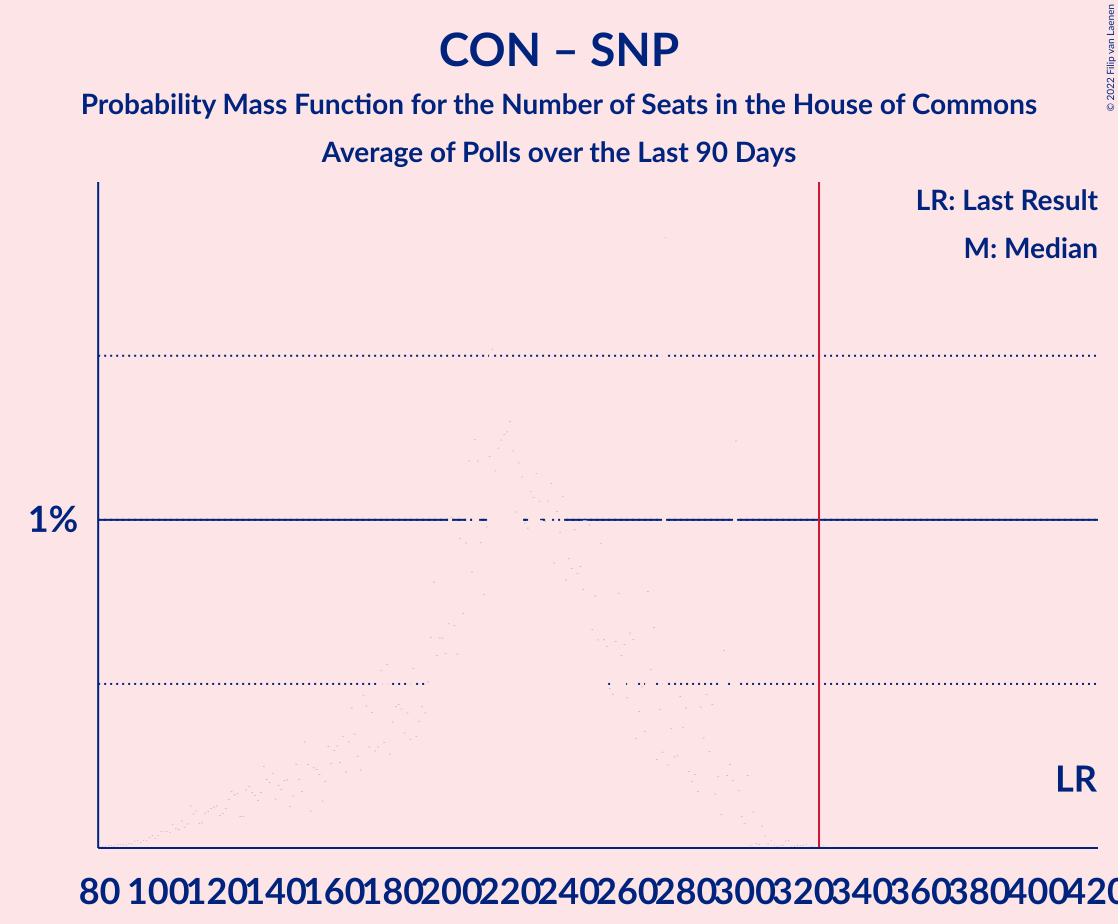 CON – SNP
Probability Mass Function for the Number of Seats in the House of Commons
Average of Polls over the Last 90 Days
© 2022 Filip van Laenen
LR: Last Result
M: Median
1%
LR
80 100 120 140 160 180 200 220 240 260 280 300 320 340 360 380 400 420